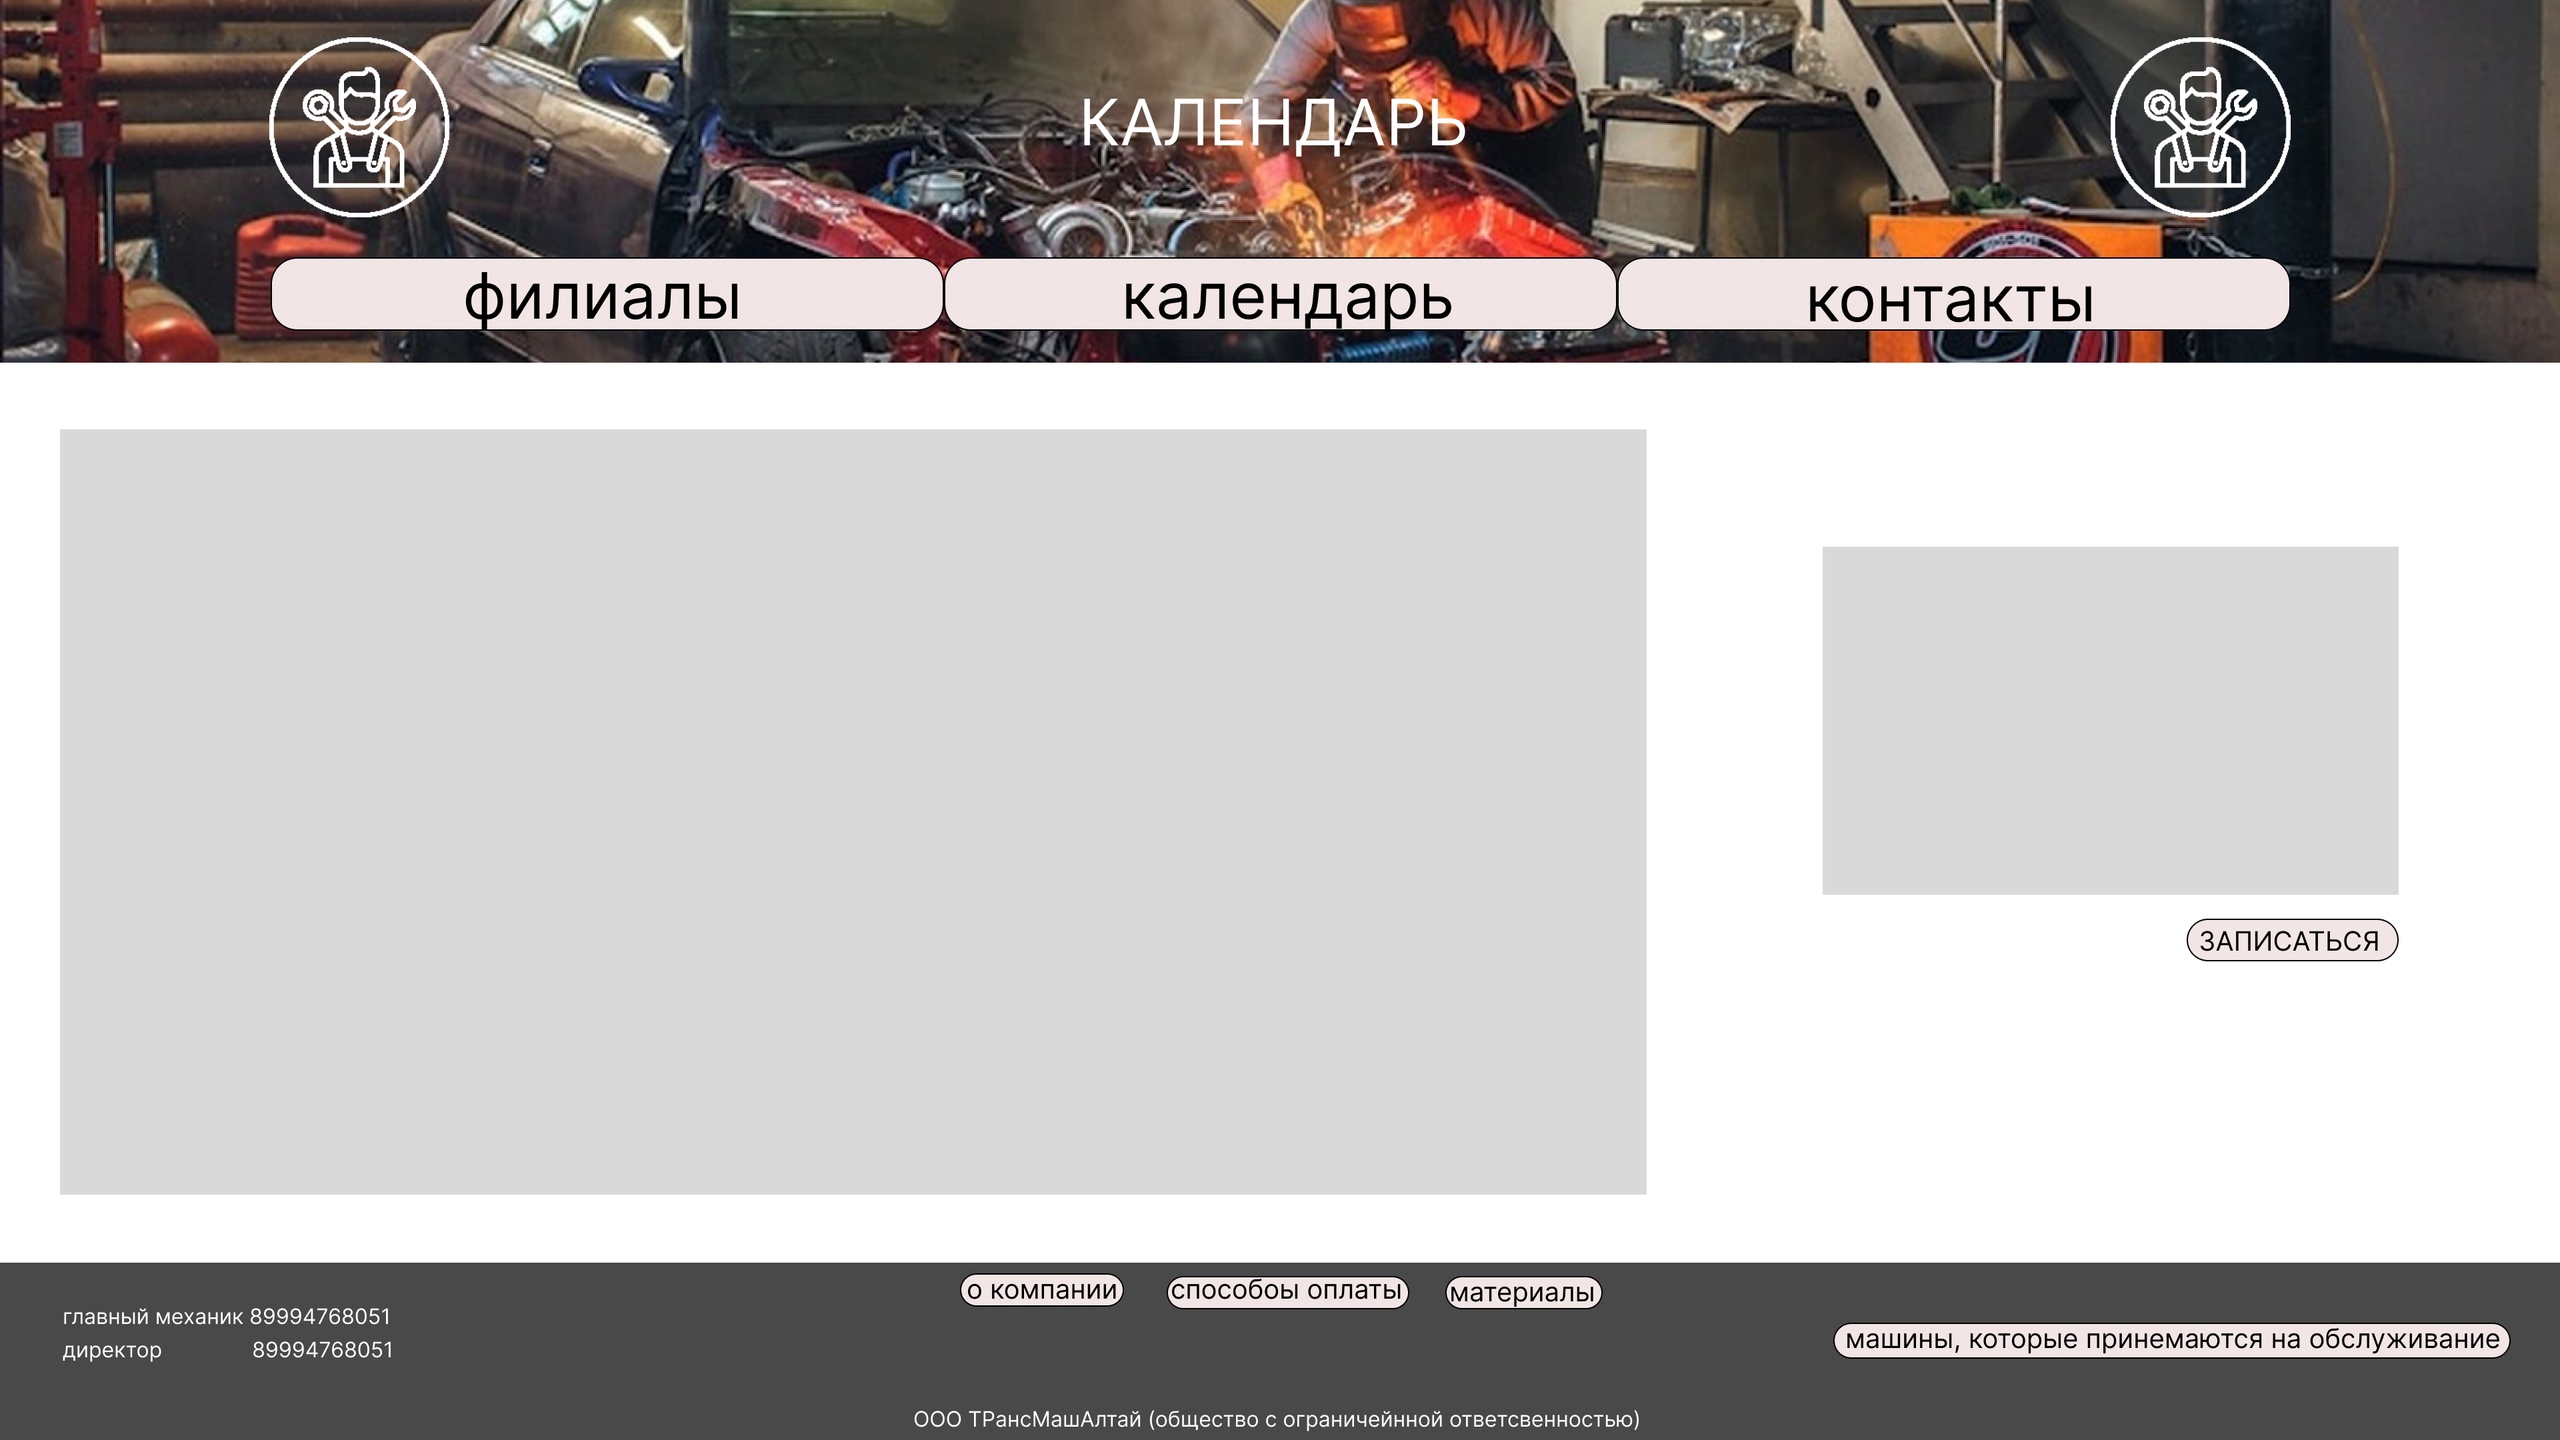 КАЛЕНДАРЬ
филиалы
календарь
контакты
ЗАПИСАТЬСЯ
о компании
способоы оплаты
материалы
главный механик 89994768051
директор 89994768051
машины, которые принемаются на обслуживание
ООО ТРансМашАлтай (общество с ограничейнной ответсвенностью)